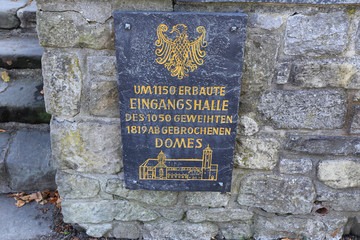 UM 1150 ERBAUTE
EINGANGSHALLE
DES 1050 GEWEIHTEN
1819 ABGEBROCHENEN
DOMES